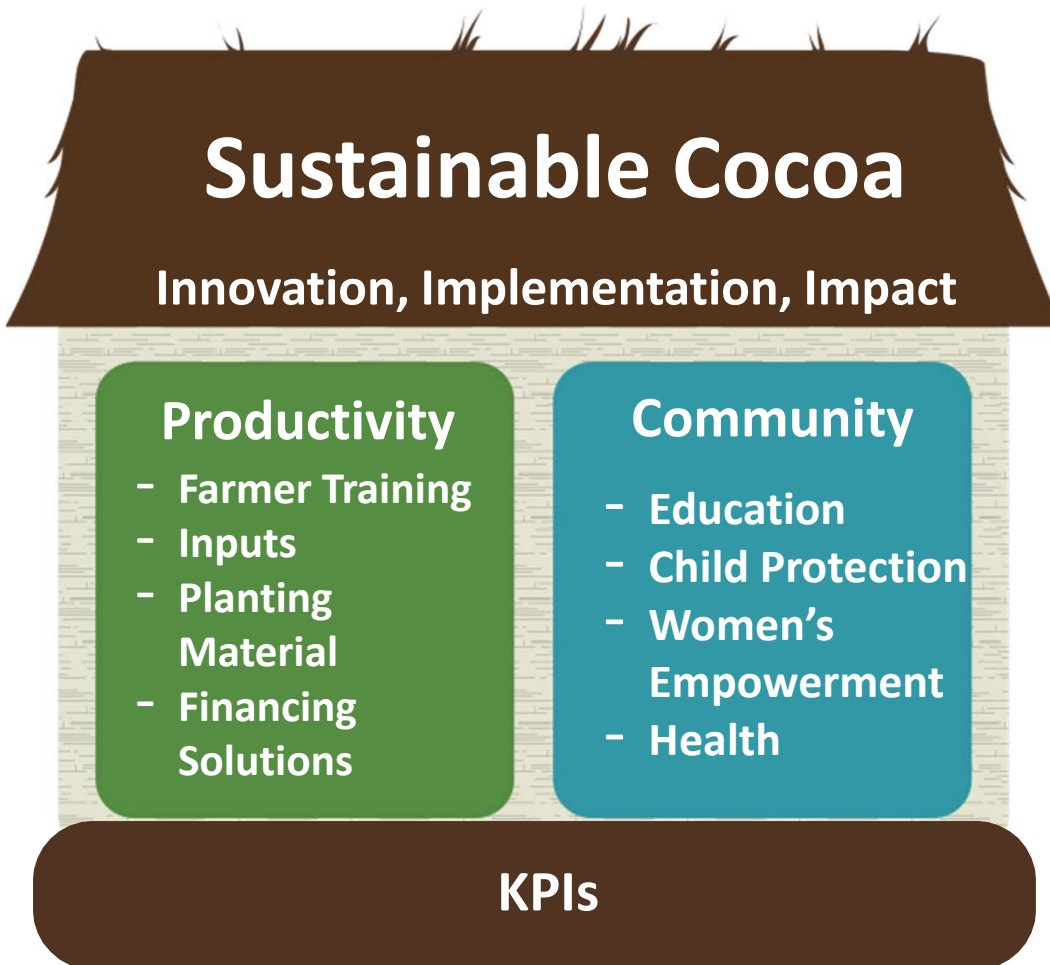 Sustainable Cocoa
Innovation, Implementation, Impact
Productivity
- Farmer Training
- Inputs
- Planting
Material
- Financing
Solutions
Community
- Education
- Child Protection
- Women’s
Empowerment
- Health
KPIs